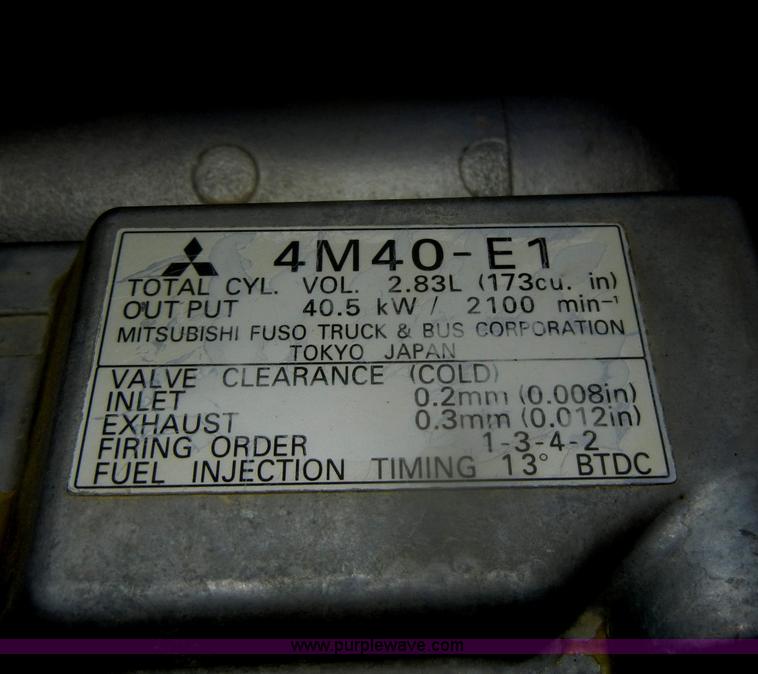 4M40-E1
TOTAL CYL. VOL. 2.83L (173cu. in)
OUTPUT 40.5 kW / 2100 min⁻¹
MITSUBISHI FUSO TRUCK & BUS CORPORATION
TOKYO JAPAN
VALVE CLEARANCE (COLD)
INLET 0.2mm (0.008in)
EXHAUST 0.3mm (0.012in)
FIRING ORDER 1-3-4-2
FUEL INJECTION TIMING 13° BTDC
www.purplewave.com